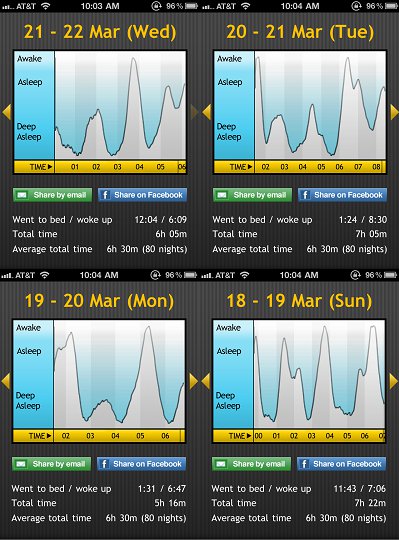 AT&T 10:03 AM 96%
21 - 22 Mar (Wed)
Awake
Asleep
Deep
Asleep
TIME 01 02 03 04 05 06
Share by email
Share on Facebook
Went to bed / woke up 12:04 / 6:09
Total time 6h 05m
Average total time 6h 30m (80 nights)
AT&T 10:04 AM 96%
20 - 21 Mar (Tue)
Awake
Asleep
Deep
Asleep
TIME 02 03 04 05 06 07 08
Share by email
Share on Facebook
Went to bed / woke up 1:24 / 8:30
Total time 7h 05m
Average total time 6h 30m (80 nights)
AT&T 10:04 AM 96%
19 - 20 Mar (Mon)
Awake
Asleep
Deep
Asleep
TIME 02 03 04 05 06
Share by email
Share on Facebook
Went to bed / woke up 1:31 / 6:47
Total time 5h 16m
Average total time 6h 30m (80 nights)
AT&T 10:04 AM 96%
18 - 19 Mar (Sun)
Awake
Asleep
Deep
Asleep
TIME 00 01 02 03 04 05 06
Share by email
Share on Facebook
Went to bed / woke up 11:43 / 7:06
Total time 7h 22m
Average total time 6h 30m (80 nights)